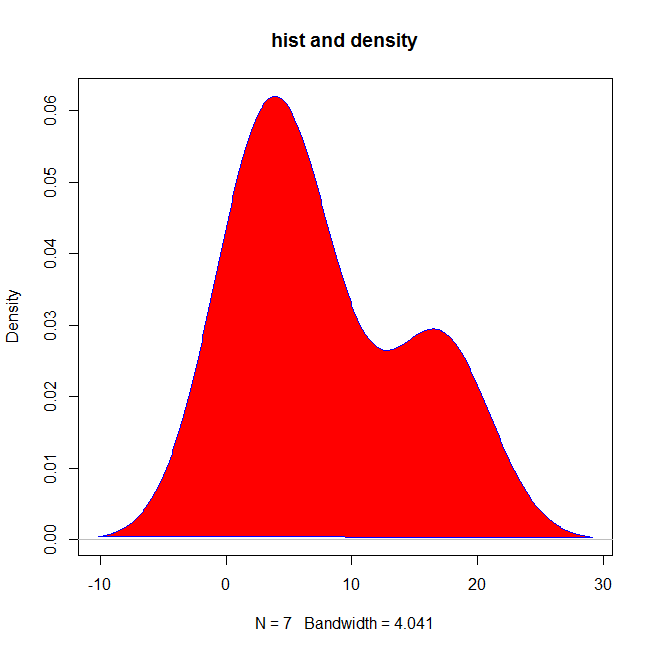 hist and density
Density
0.00 0.01 0.02 0.03 0.04 0.05 0.06
-10 0 10 20 30
N = 7 Bandwidth = 4.041